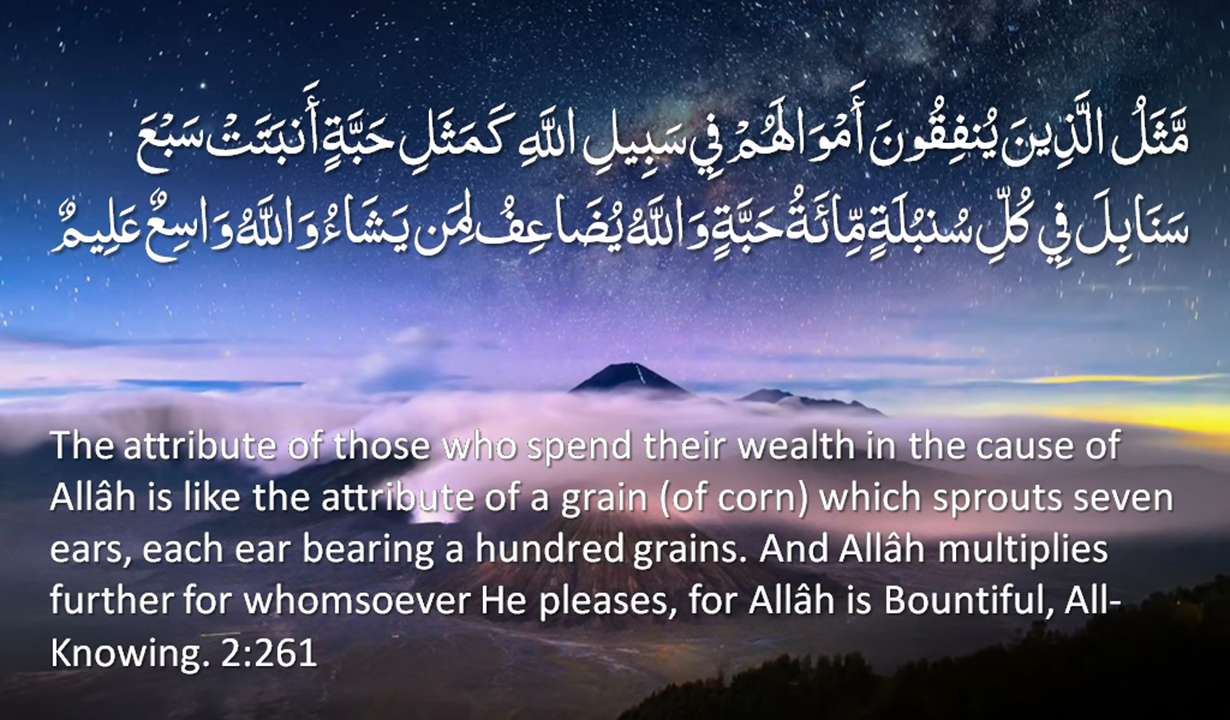 مَّثَلُ الَّذِينَ يُنفِقُونَ أَمْوَالَهُمْ فِي سَبِيلِ اللَّهِ كَمَثَلِ حَبَّةٍ أَنبَتَتْ سَبْعَ
سَنَابِلَ فِي كُلِّ سُنبُلَةٍ مِّائَةُ حَبَّةٍ وَاللَّهُ يُضَاعِفُ لِمَن يَشَاءُ وَاللَّهُ وَاسِعٌ عَلِيمٌ
The attribute of those who spend their wealth in the cause of
Allâh is like the attribute of a grain (of corn) which sprouts seven
ears, each ear bearing a hundred grains. And Allâh multiplies
further for whomsoever He pleases, for Allâh is Bountiful, All-
Knowing. 2:261